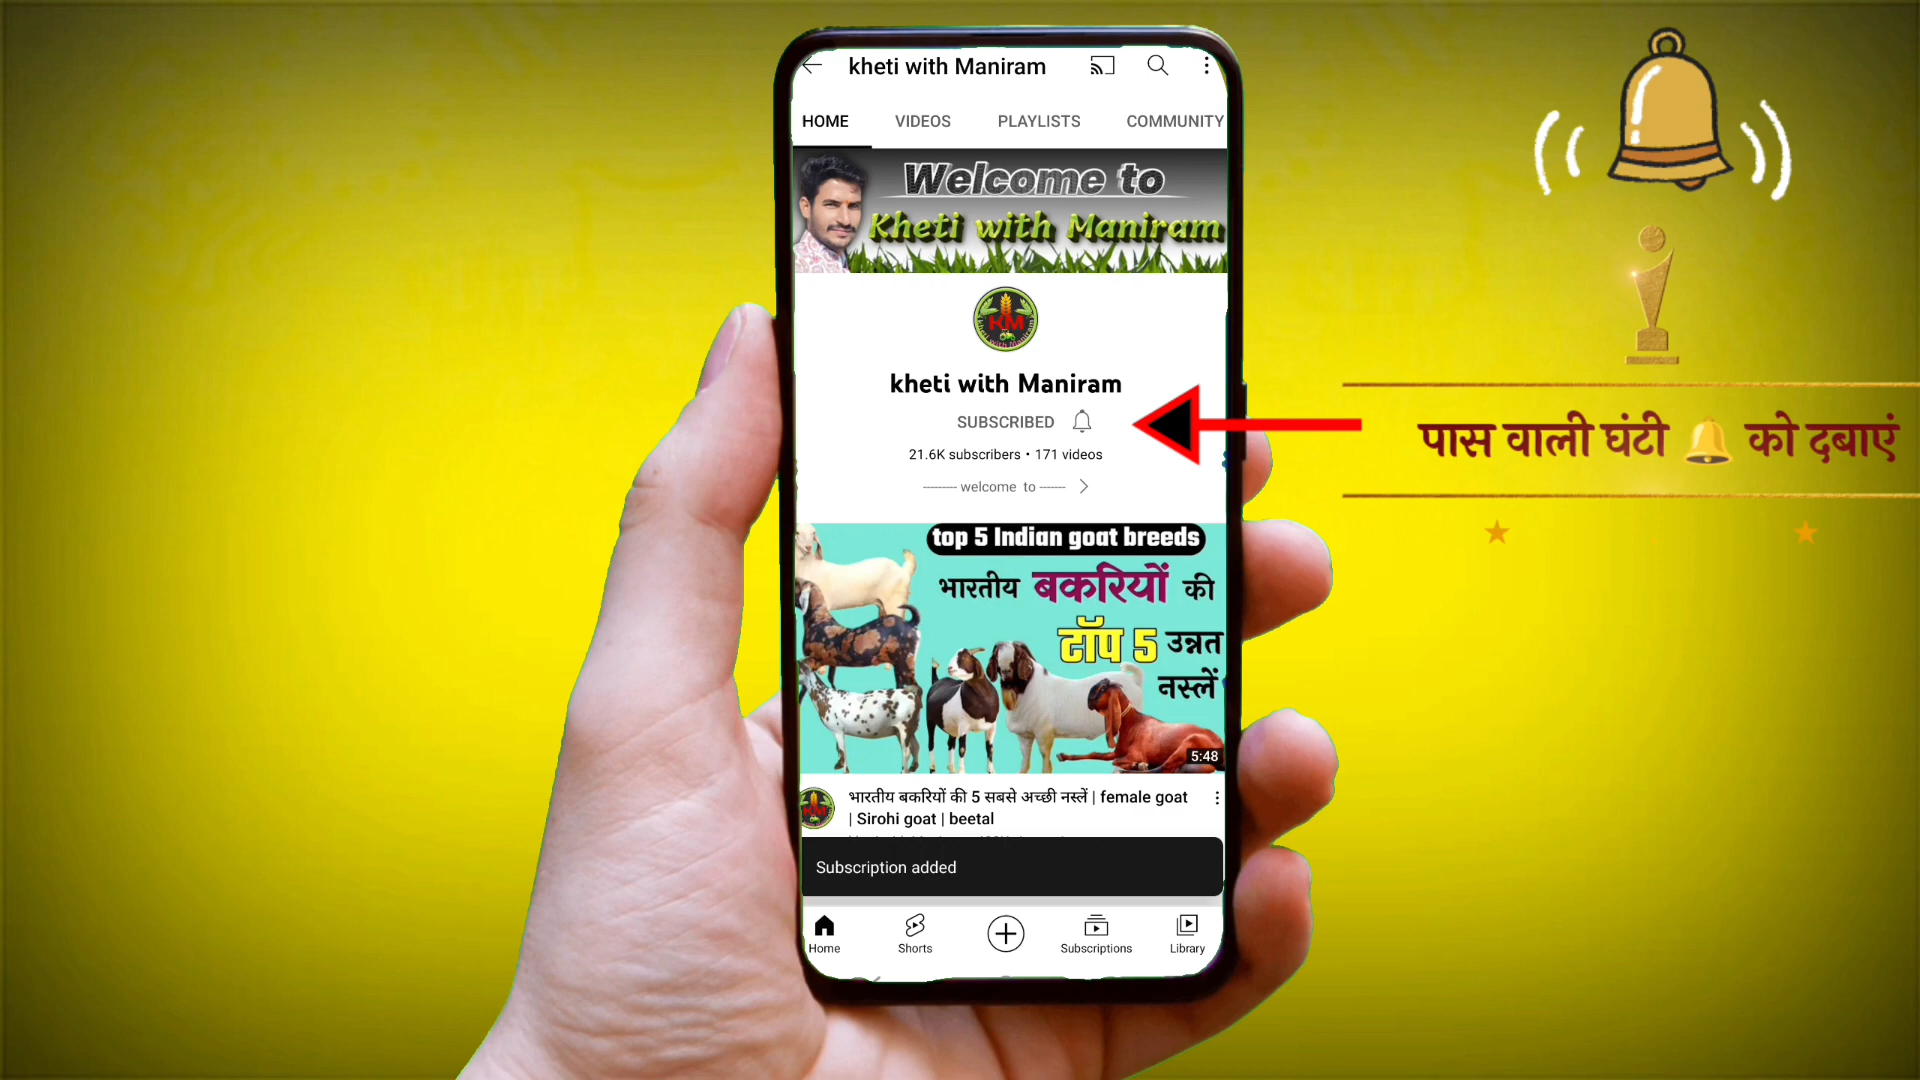 kheti with Maniram
HOME VIDEOS PLAYLISTS COMMUNITY
Welcome to
Kheti with Maniram
KM
kheti with Maniram
SUBSCRIBED
21.6K subscribers • 171 videos
--------- welcome to -------
पास वाली घंटी 🔔 को दबाएं
top 5 Indian goat breeds
भारतीय बकरियों की
टॉप 5 उन्नत
नस्लें
5:48
भारतीय बकरियों की 5 सबसे अच्छी नस्लें | female goat
| Sirohi goat | beetal
Subscription added
Home Shorts Subscriptions Library